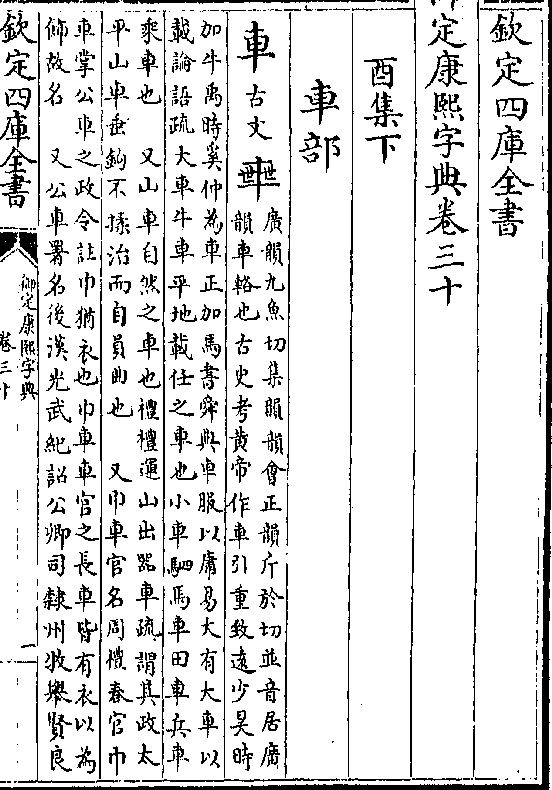 欽定四庫全書
御定康熙字典卷三十
酉集下
車部
車古文𨏖廣韻九魚切集韻韻會正韻斤於切並音居廣
韻車輅也古史考黄帝作車引重致遠少昊時
加牛禹時奚仲為車正加馬書舜典車服以庸易大有大車以
載論語疏大車牛車平地載任之車也小車駟馬車田車兵車
乘車也　又山車自然之車也禮禮運山出器車疏謂其政太
平山車垂鈎不揉治而自員曲也　又巾車官名周禮春官巾
車掌公車之政令註巾猶衣也巾車車官之長車皆有衣以為
飾故名　又公車署名後漢光武紀詔公卿司隸州牧舉賢良
欽定四庫全書
御定康熙字典
卷三十
一